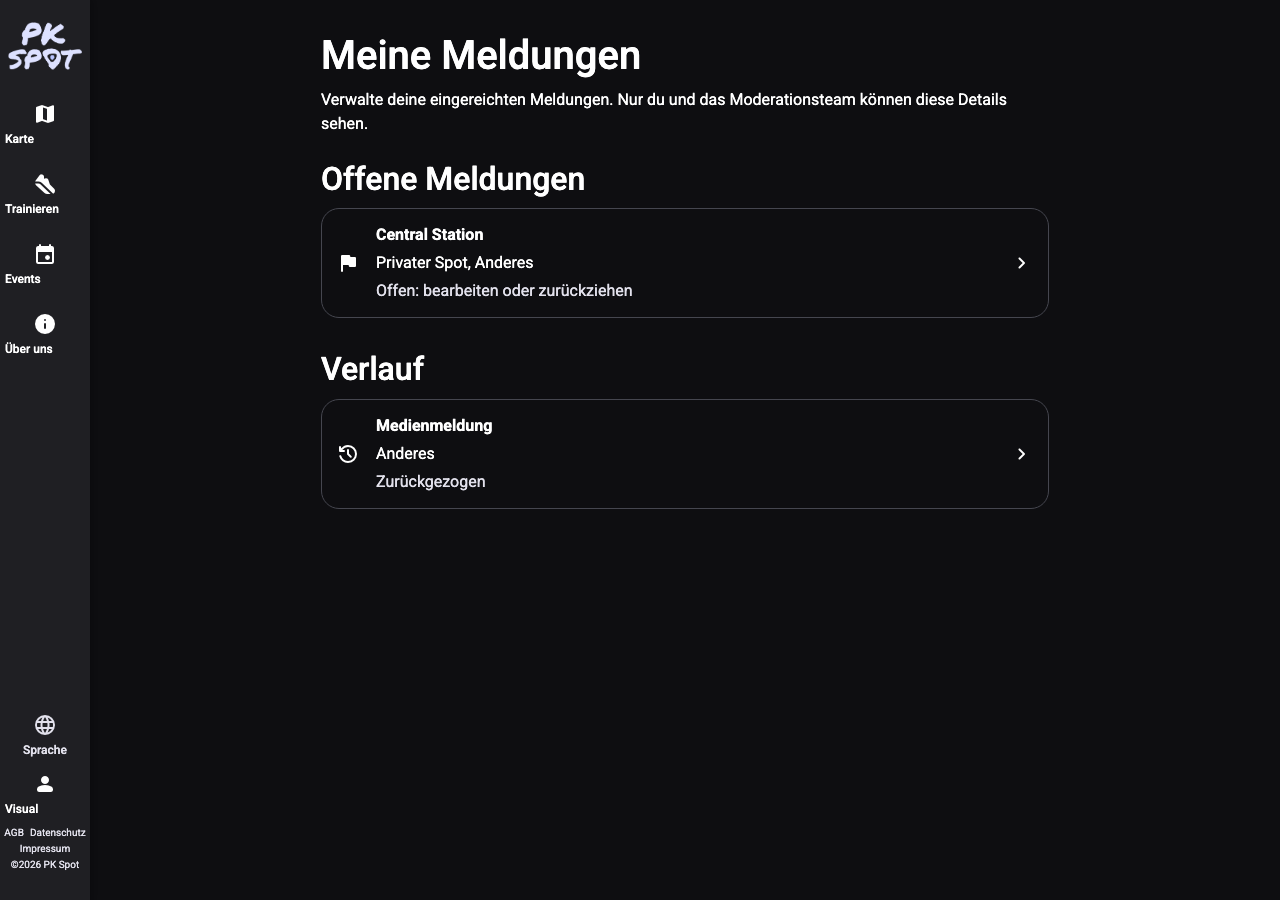 PK
SPOT
Karte
Trainieren
Events
Über uns
Sprache
Visual
AGB Datenschutz
Impressum
©2026 PK Spot
Meine Meldungen
Verwalte deine eingereichten Meldungen. Nur du und das Moderationsteam können diese Details
sehen.
Offene Meldungen
Central Station
Privater Spot, Anderes
Offen: bearbeiten oder zurückziehen
Verlauf
Medienmeldung
Anderes
Zurückgezogen